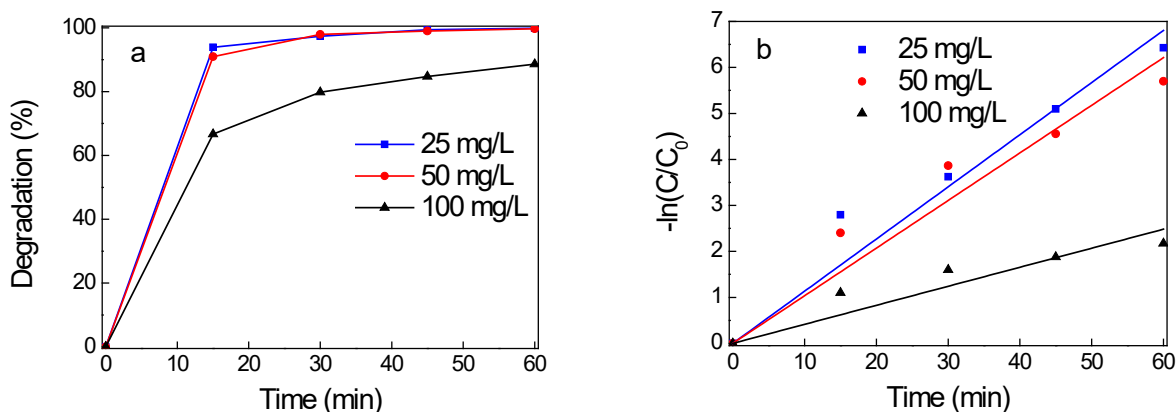 a
Degradation (%)
100
80
60
40
20
0
25 mg/L
50 mg/L
100 mg/L
0 10 20 30 40 50 60
Time (min)
b
-ln(C/C0)
7
6
5
4
3
2
1
0
25 mg/L
50 mg/L
100 mg/L
0 10 20 30 40 50 60
Time (min)